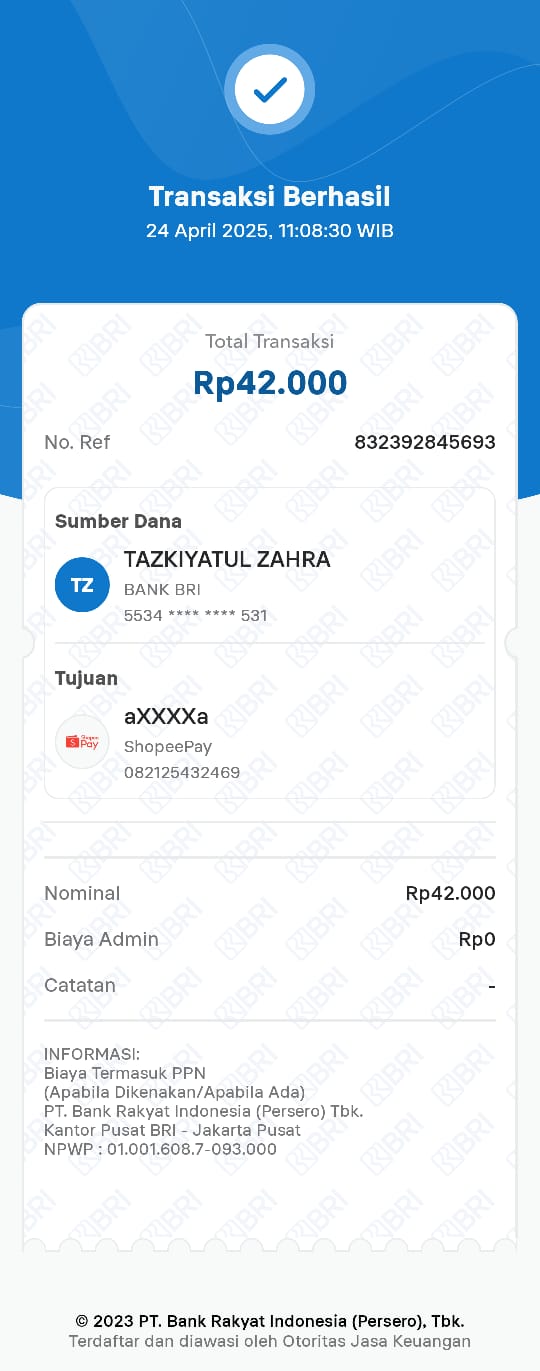 Transaksi Berhasil
24 April 2025, 11:08:30 WIB
Total Transaksi
Rp42.000
No. Ref 832392845693
Sumber Dana
TZ
TAZKIYATUL ZAHRA
BANK BRI
5534 **** **** 531
Tujuan
Shopee
Pay
aXXXXa
ShopeePay
082125432469
Nominal Rp42.000
Biaya Admin Rp0
Catatan -
INFORMASI:
Biaya Termasuk PPN
(Apabila Dikenakan/Apabila Ada)
PT. Bank Rakyat Indonesia (Persero) Tbk.
Kantor Pusat BRI - Jakarta Pusat
NPWP : 01.001.608.7-093.000
© 2023 PT. Bank Rakyat Indonesia (Persero), Tbk.
Terdaftar dan diawasi oleh Otoritas Jasa Keuangan